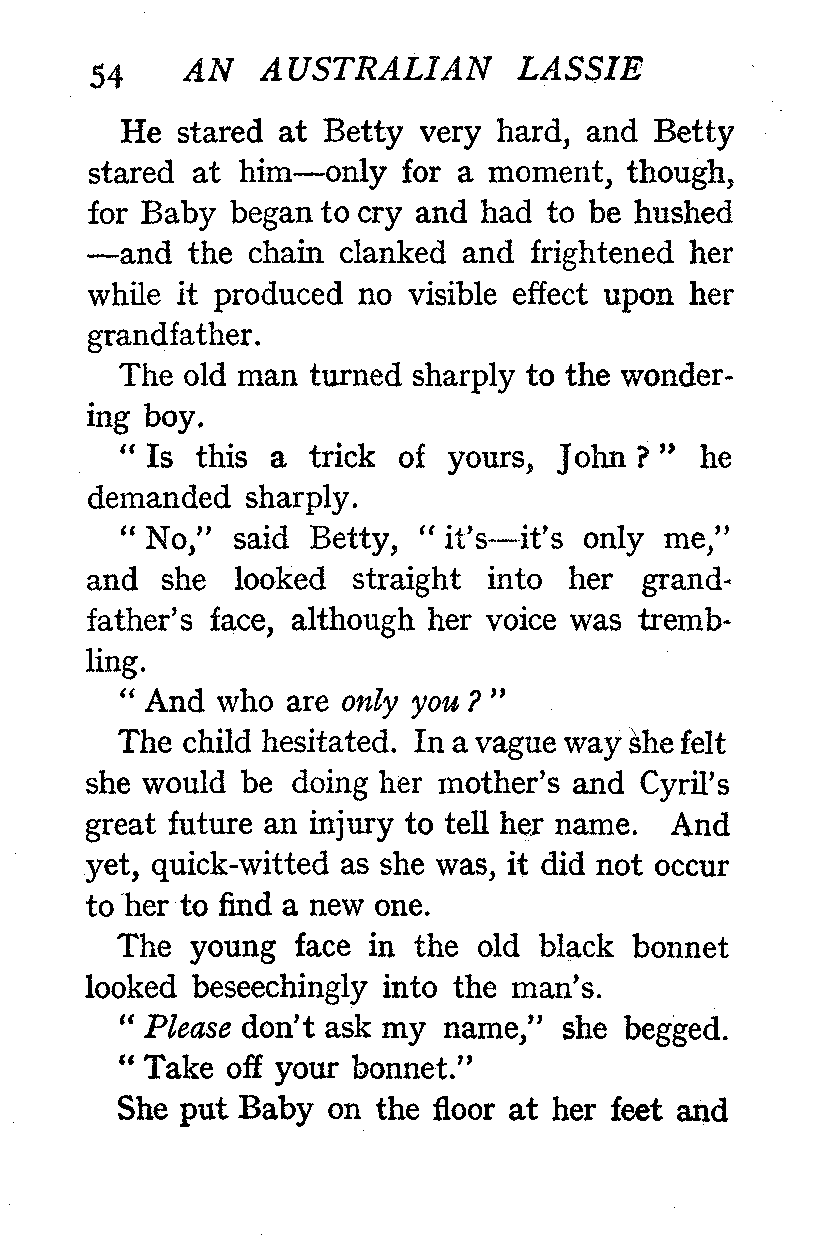 54 AN AUSTRALIAN LASSIE
He stared at Betty very hard, and Betty
stared at him—only for a moment, though,
for Baby began to cry and had to be hushed
—and the chain clanked and frightened her
while it produced no visible effect upon her
grandfather.
The old man turned sharply to the wonder-
ing boy.
“ Is this a trick of yours, John ? ” he
demanded sharply.
“ No,” said Betty, “ it’s—it’s only me,”
and she looked straight into her grand-
father’s face, although her voice was tremb-
ling.
“ And who are only you ? ”
The child hesitated. In a vague way she felt
she would be doing her mother’s and Cyril’s
great future an injury to tell her name. And
yet, quick-witted as she was, it did not occur
to her to find a new one.
The young face in the old black bonnet
looked beseechingly into the man’s.
“ Please don’t ask my name,” she begged.
“ Take off your bonnet.”
She put Baby on the floor at her feet and